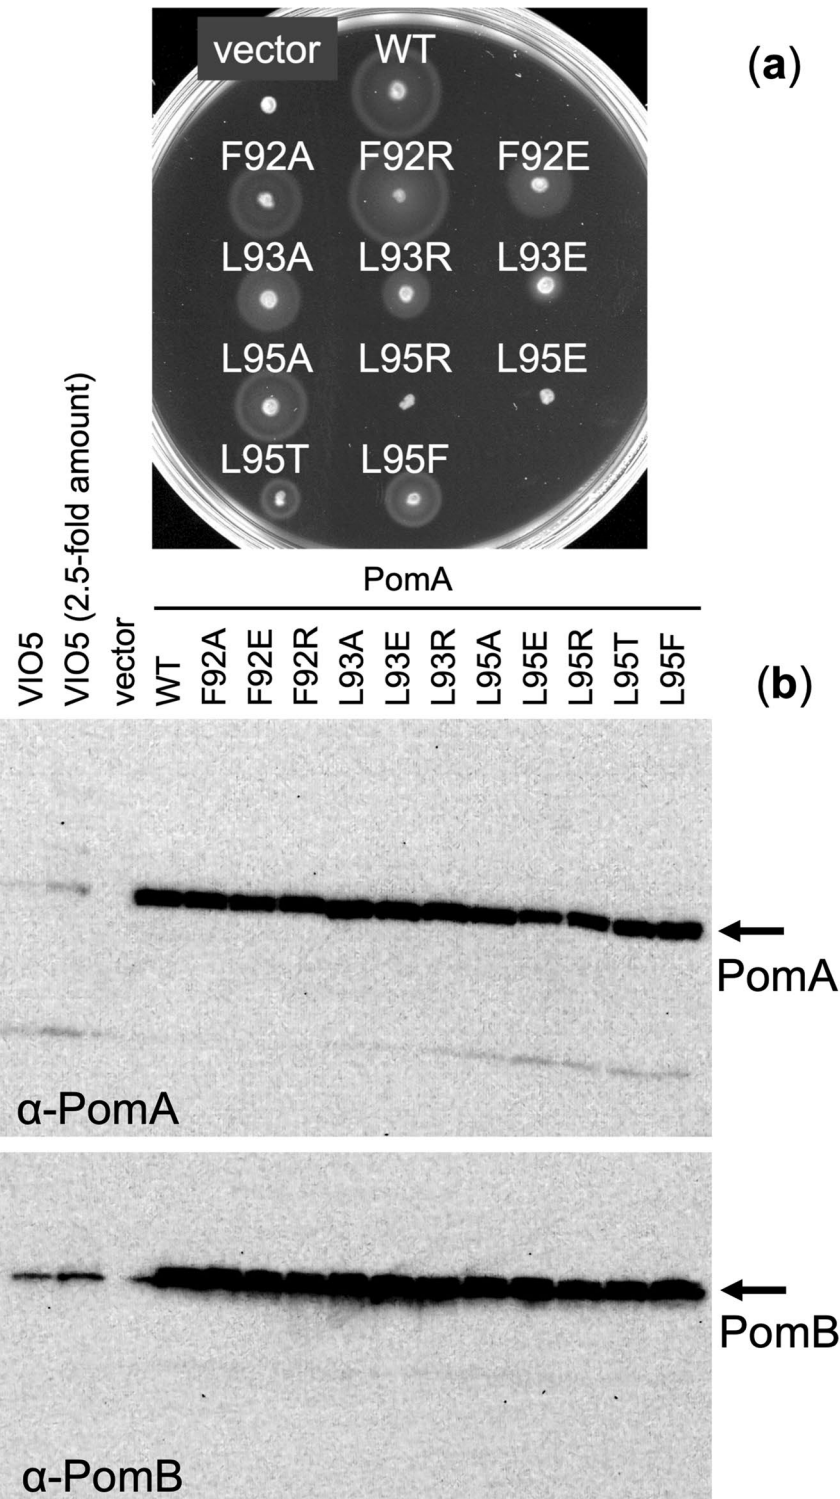 vector WT (a)
F92A F92R F92E
L93A L93R L93E
L95A L95R L95E
L95T L95F
PomA
VIO5
VIO5 (2.5-fold amount)
vector
WT
F92A
F92E
F92R
L93A
L93E
L93R
L95A
L95E
L95R
L95T
L95F
(b)
PomA
α-PomA
PomB
α-PomB